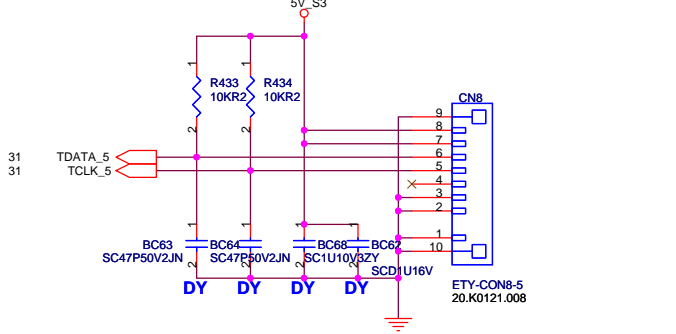 5V_S3
1
1
R433
10KR2
R434
10KR2
2
2
CN8
9
8
7
6
5
4
3
2
1
10
31
TDATA_5
31
TCLK_5
1
1
1
1
BC63
SC47P50V2JN
BC64
SC47P50V2JN
BC68
SC1U10V3ZY
BC62
SCD1U16V
2
2
2
2
DY
DY
DY
DY
ETY-CON8-5
20.K0121.008